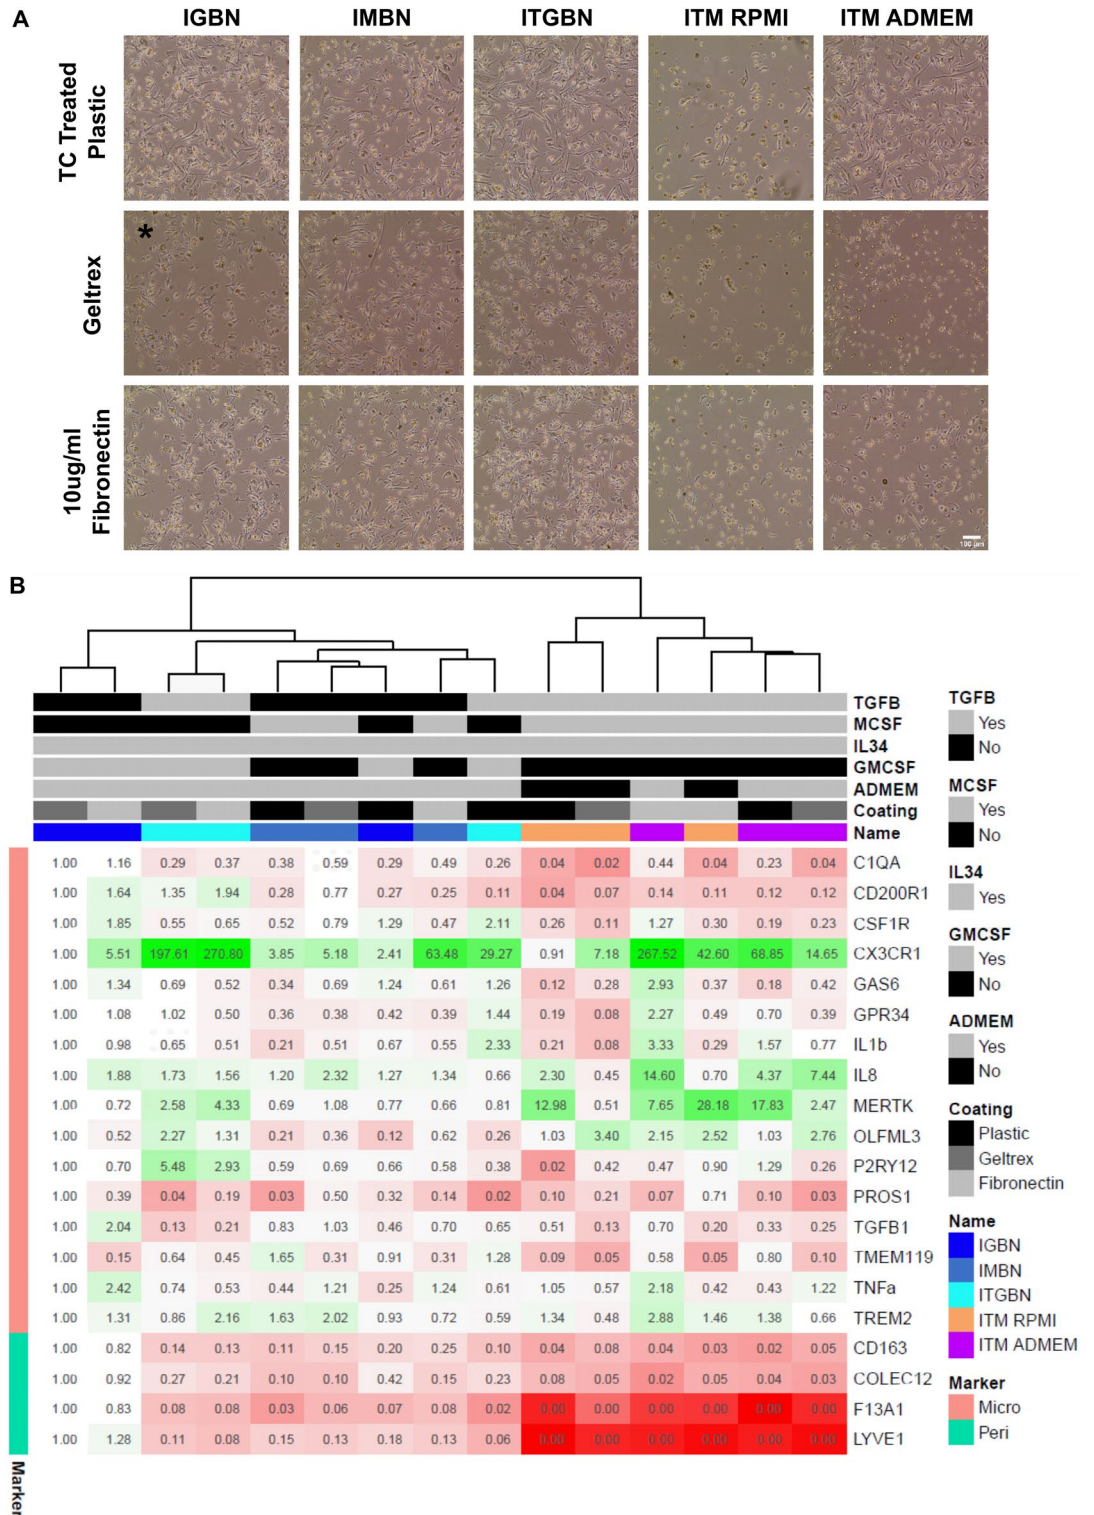 A
IGBN IMBN ITGBN ITM RPMI ITM ADMEM
TC Treated
Plastic
*
Geltrex
10ug/ml
Fibronectin
100 µm
B
TGFB
MCSF
IL34
GMCSF
ADMEM
Coating
Name
1.00 1.16 0.29 0.37 0.38 0.59 0.29 0.49 0.26 0.04 0.02 0.44 0.04 0.23 0.04 C1QA
1.00 1.64 1.35 1.94 0.28 0.77 0.27 0.25 0.11 0.04 0.07 0.14 0.11 0.12 0.12 CD200R1
1.00 1.85 0.55 0.65 0.52 0.79 1.29 0.47 2.11 0.26 0.11 1.27 0.30 0.19 0.23 CSF1R
1.00 5.51 197.61 270.80 3.85 5.18 2.41 63.48 29.27 0.91 7.18 267.52 42.60 68.85 14.65 CX3CR1
1.00 1.34 0.69 0.52 0.34 0.69 1.24 0.61 1.26 0.12 0.28 2.93 0.37 0.18 0.42 GAS6
1.00 1.08 1.02 0.50 0.36 0.38 0.42 0.39 1.44 0.19 0.08 2.27 0.49 0.70 0.39 GPR34
1.00 0.98 0.65 0.51 0.21 0.51 0.67 0.55 2.33 0.21 0.08 3.33 0.29 1.57 0.77 IL1b
1.00 1.88 1.73 1.56 1.20 2.32 1.27 1.34 0.66 2.30 0.45 14.60 0.70 4.37 7.44 IL8
1.00 0.72 2.58 4.33 0.69 1.08 0.77 0.66 0.81 12.98 0.51 7.65 28.18 17.83 2.47 MERTK
1.00 0.52 2.27 1.31 0.21 0.36 0.12 0.62 0.26 1.03 3.40 2.15 2.52 1.03 2.76 OLFML3
1.00 0.70 5.48 2.93 0.59 0.69 0.66 0.58 0.38 0.02 0.42 0.47 0.90 1.29 0.26 P2RY12
1.00 0.39 0.04 0.19 0.03 0.50 0.32 0.14 0.02 0.10 0.21 0.07 0.71 0.10 0.03 PROS1
1.00 2.04 0.13 0.21 0.83 1.03 0.46 0.70 0.65 0.51 0.13 0.70 0.20 0.33 0.25 TGFB1
1.00 0.15 0.64 0.45 1.65 0.31 0.91 0.31 1.28 0.09 0.05 0.58 0.05 0.80 0.10 TMEM119
1.00 2.42 0.74 0.53 0.44 1.21 0.25 1.24 0.61 1.05 0.57 2.18 0.42 0.43 1.22 TNFa
1.00 1.31 0.86 2.16 1.63 2.02 0.93 0.72 0.59 1.34 0.48 2.88 1.46 1.38 0.66 TREM2
1.00 0.82 0.14 0.13 0.11 0.15 0.20 0.25 0.10 0.04 0.08 0.04 0.03 0.02 0.05 CD163
1.00 0.92 0.27 0.21 0.10 0.10 0.42 0.15 0.23 0.08 0.05 0.02 0.05 0.04 0.03 COLEC12
1.00 0.83 0.08 0.08 0.03 0.06 0.07 0.08 0.02 0.00 0.00 0.00 0.00 0.00 0.00 F13A1
1.00 1.28 0.11 0.08 0.15 0.13 0.18 0.13 0.06 0.00 0.00 0.00 0.00 0.00 0.00 LYVE1
Marker
TGFB
Yes
No
MCSF
Yes
No
IL34
Yes
GMCSF
Yes
No
ADMEM
Yes
No
Coating
Plastic
Geltrex
Fibronectin
Name
IGBN
IMBN
ITGBN
ITM RPMI
ITM ADMEM
Marker
Micro
Peri